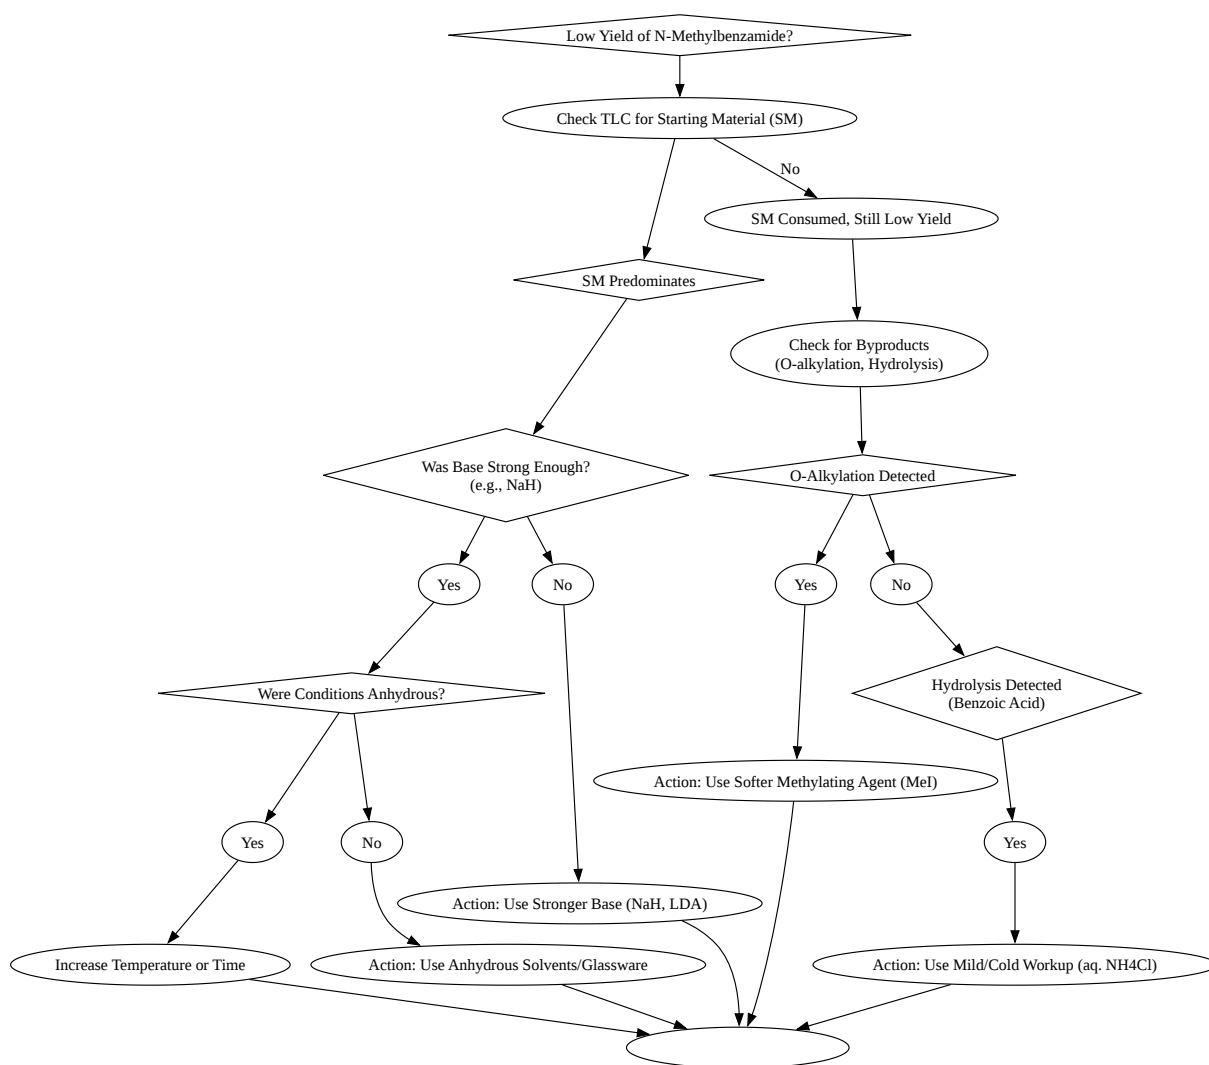 Low Yield of N-Methylbenzamide?
Check TLC for Starting Material (SM)
No
SM Consumed, Still Low Yield
SM Predominates
Check for Byproducts
(O-alkylation, Hydrolysis)
Was Base Strong Enough?
(e.g., NaH)
O-Alkylation Detected
Yes
No
Yes
No
Were Conditions Anhydrous?
Hydrolysis Detected
(Benzoic Acid)
Action: Use Softer Methylating Agent (MeI)
Yes
No
Yes
Action: Use Stronger Base (NaH, LDA)
Increase Temperature or Time
Action: Use Anhydrous Solvents/Glassware
Action: Use Mild/Cold Workup (aq. NH4Cl)